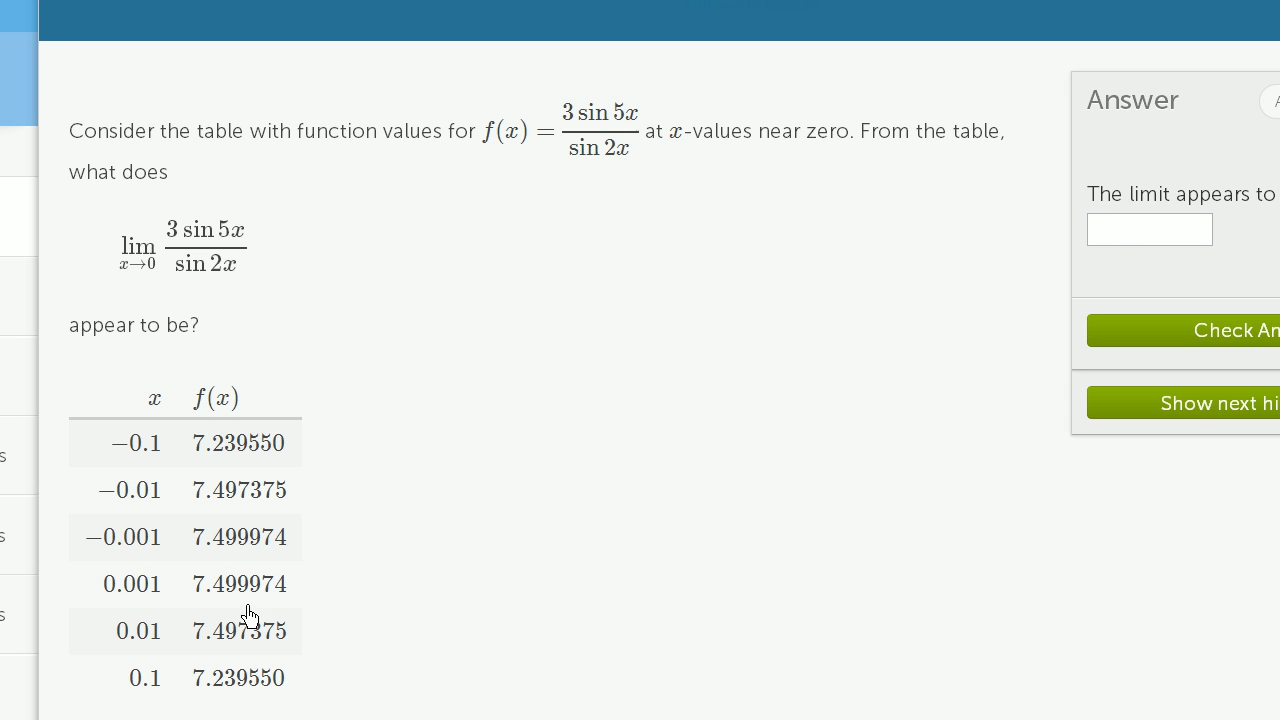 Consider the table with function values for f(x) = 3 sin 5x / sin 2x at x-values near zero. From the table,
what does
lim x→0 3 sin 5x / sin 2x
appear to be?
x f(x)
−0.1 7.239550
−0.01 7.497375
−0.001 7.499974
0.001 7.499974
0.01 7.497375
0.1 7.239550
Answer
The limit appears to
Check An
Show next hi
s
s
s